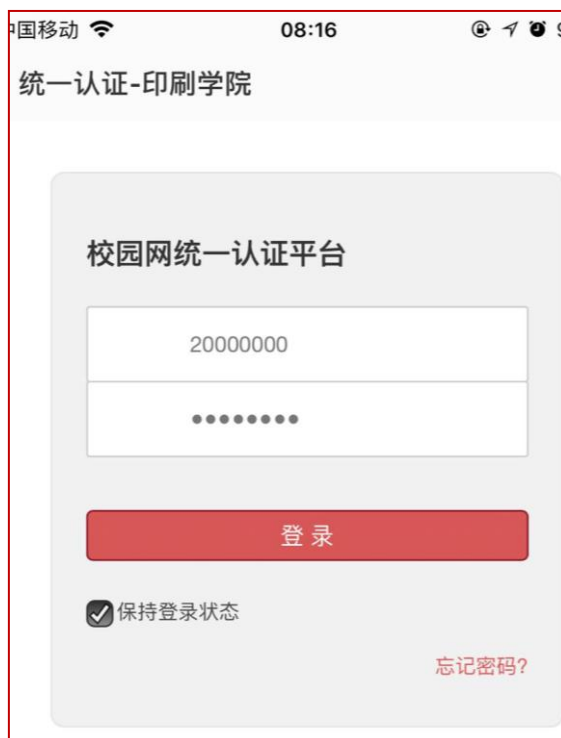 中国移动 08:16
统一认证-印刷学院
校园网统一认证平台
20000000
••••••••
登 录
保持登录状态
忘记密码?